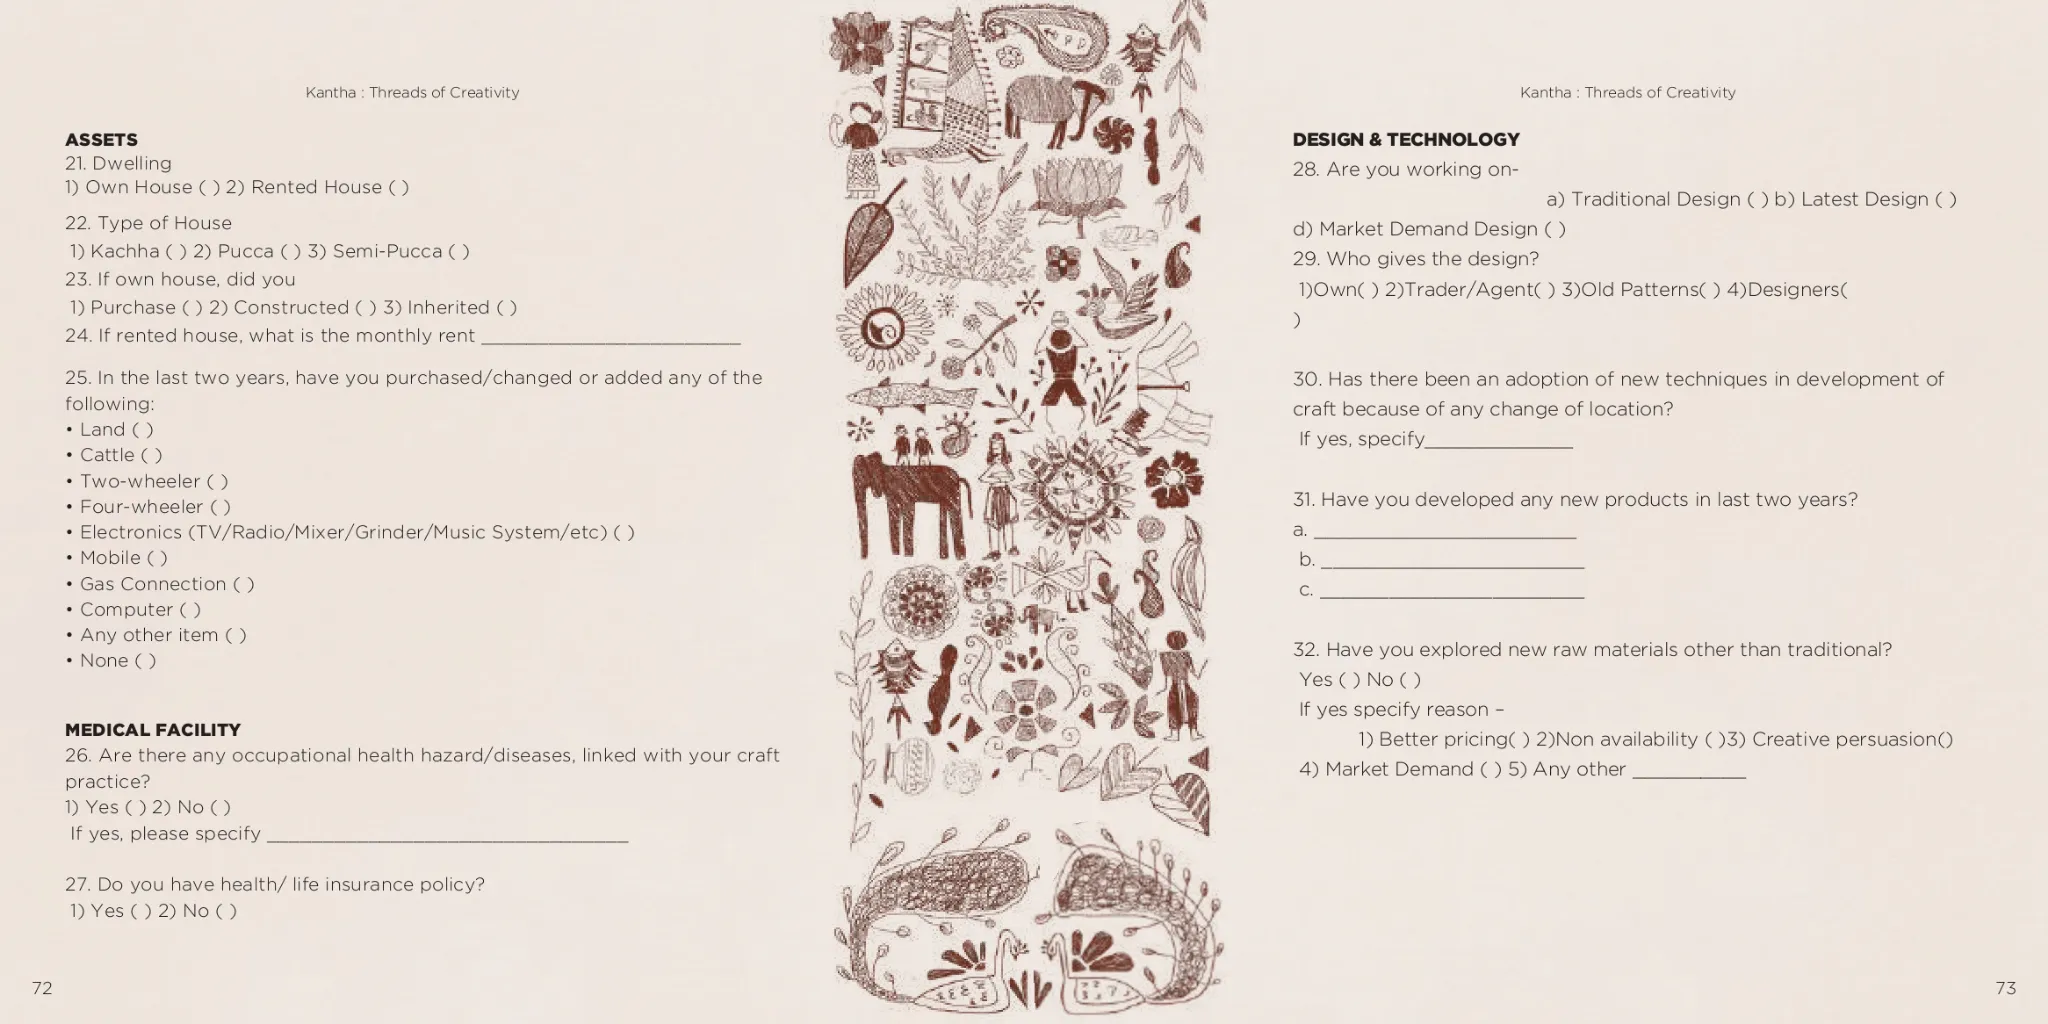 Kantha : Threads of Creativity
ASSETS
21. Dwelling
1) Own House ( ) 2) Rented House ( )
22. Type of House
1) Kachha ( ) 2) Pucca ( ) 3) Semi-Pucca ( )
23. If own house, did you
1) Purchase ( ) 2) Constructed ( ) 3) Inherited ( )
24. If rented house, what is the monthly rent _______________________
25. In the last two years, have you purchased/changed or added any of the
following:
• Land ( )
• Cattle ( )
• Two-wheeler ( )
• Four-wheeler ( )
• Electronics (TV/Radio/Mixer/Grinder/Music System/etc) ( )
• Mobile ( )
• Gas Connection ( )
• Computer ( )
• Any other item ( )
• None ( )
MEDICAL FACILITY
26. Are there any occupational health hazard/diseases, linked with your craft
practice?
1) Yes ( ) 2) No ( )
If yes, please specify ________________________________
27. Do you have health/ life insurance policy?
1) Yes ( ) 2) No ( )
72
Kantha : Threads of Creativity
DESIGN & TECHNOLOGY
28. Are you working on-
a) Traditional Design ( ) b) Latest Design ( )
d) Market Demand Design ( )
29. Who gives the design?
1)Own( ) 2)Trader/Agent( ) 3)Old Patterns( ) 4)Designers(
)
30. Has there been an adoption of new techniques in development of
craft because of any change of location?
If yes, specify_____________
31. Have you developed any new products in last two years?
a. _______________________
b. _______________________
c. _______________________
32. Have you explored new raw materials other than traditional?
Yes ( ) No ( )
If yes specify reason –
1) Better pricing( ) 2)Non availability ( )3) Creative persuasion()
4) Market Demand ( ) 5) Any other __________
73